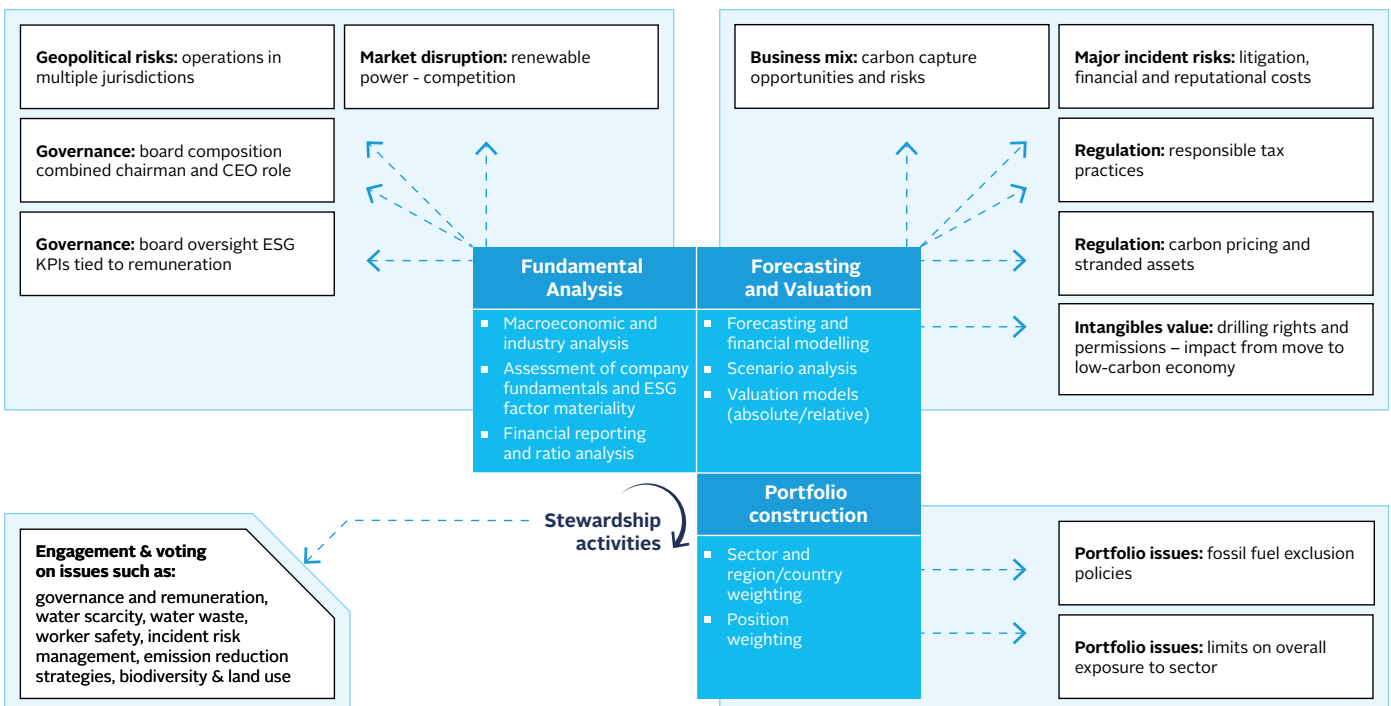 Geopolitical risks: operations in
multiple jurisdictions
Market disruption: renewable
power - competition
Governance: board composition
combined chairman and CEO role
Governance: board oversight ESG
KPIs tied to remuneration
Business mix: carbon capture
opportunities and risks
Major incident risks: litigation,
financial and reputational costs
Regulation: responsible tax
practices
Regulation: carbon pricing and
stranded assets
Intangibles value: drilling rights and
permissions – impact from move to
low-carbon economy
Fundamental
Analysis
▪ Macroeconomic and
industry analysis
▪ Assessment of company
fundamentals and ESG
factor materiality
▪ Financial reporting
and ratio analysis
Forecasting
and Valuation
▪ Forecasting and
financial modelling
▪ Scenario analysis
▪ Valuation models
(absolute/relative)
Stewardship
activities
Portfolio
construction
▪ Sector and
region/country
weighting
▪ Position
weighting
Engagement & voting
on issues such as:
governance and remuneration,
water scarcity, water waste,
worker safety, incident risk
management, emission reduction
strategies, biodiversity & land use
Portfolio issues: fossil fuel exclusion
policies
Portfolio issues: limits on overall
exposure to sector